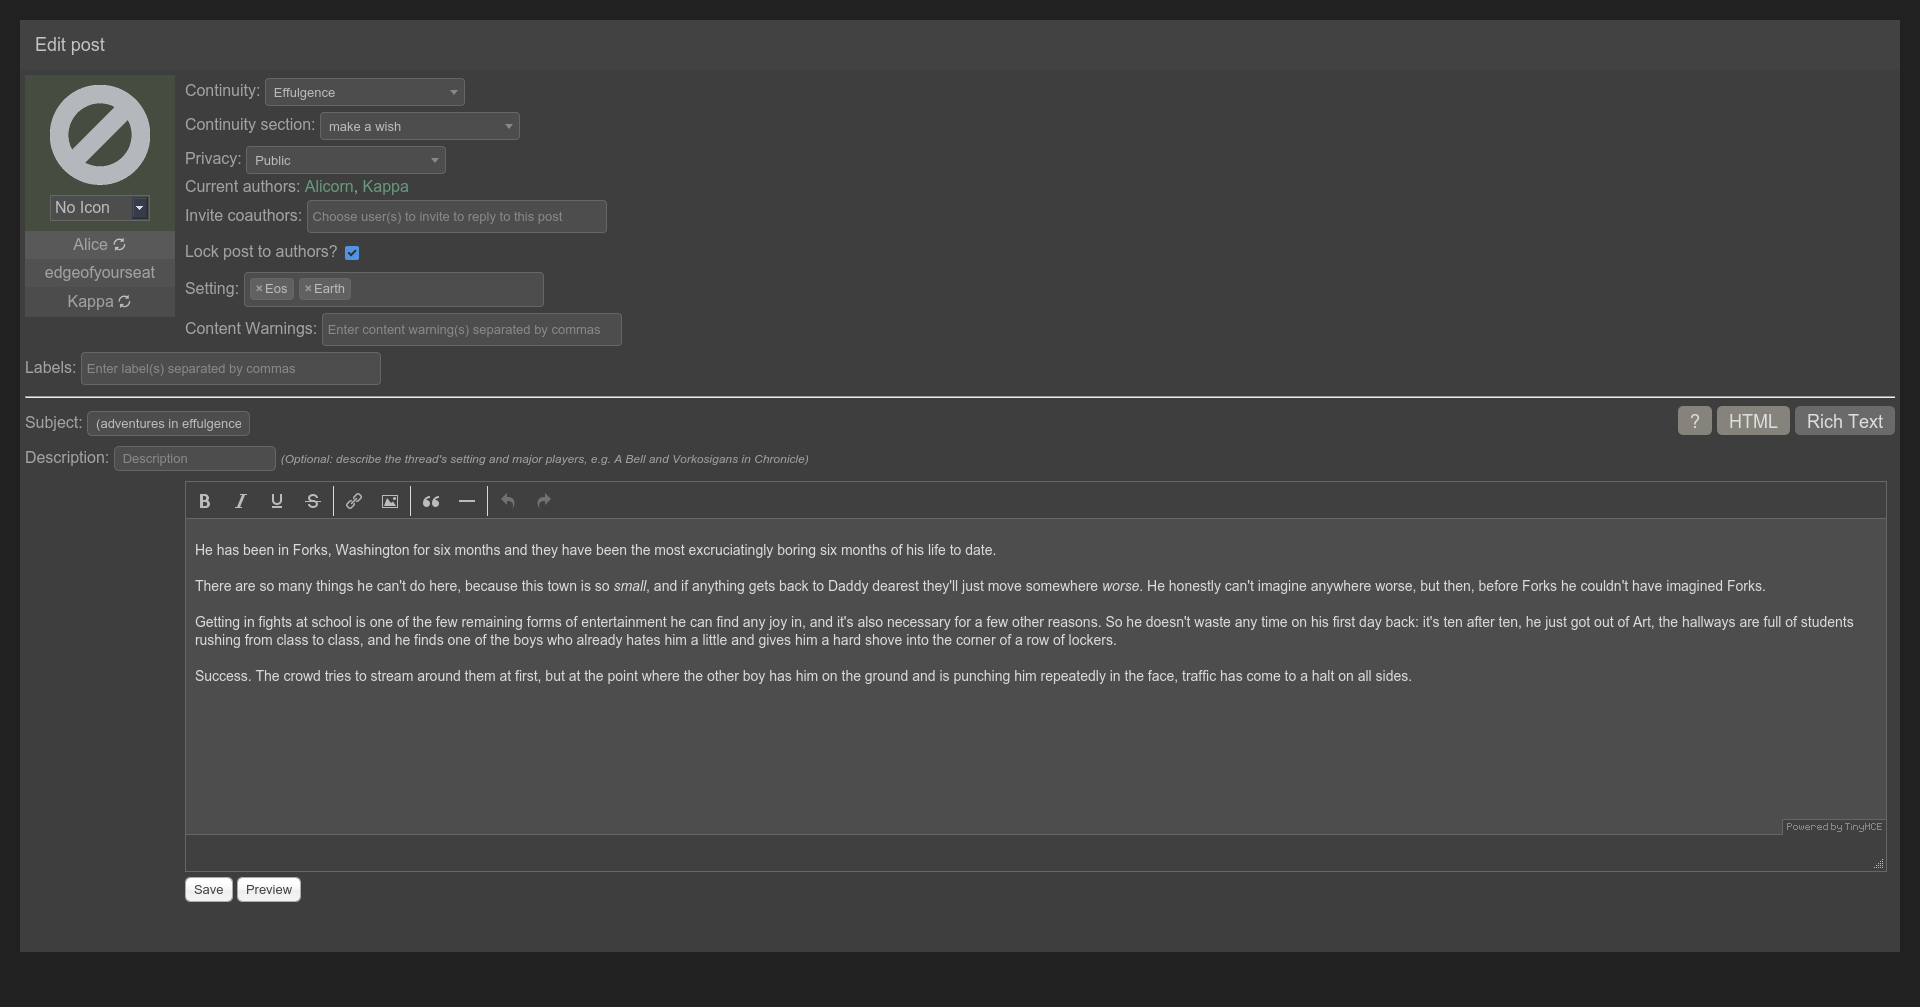 Edit post
Continuity: Effulgence
Continuity section: make a wish
Privacy: Public
Current authors: Alicorn, Kappa
No Icon
Invite coauthors: Choose user(s) to invite to reply to this post
Alice
Lock post to authors?
edgeofyourseat
Setting: ×Eos ×Earth
Kappa
Content Warnings: Enter content warning(s) separated by commas
Labels: Enter label(s) separated by commas
Subject: (adventures in effulgence
? HTML Rich Text
Description: Description (Optional: describe the thread's setting and major players, e.g. A Bell and Vorkosigans in Chronicle)
B I U S
He has been in Forks, Washington for six months and they have been the most excruciatingly boring six months of his life to date.
There are so many things he can't do here, because this town is so small, and if anything gets back to Daddy dearest they'll just move somewhere worse. He honestly can't imagine anywhere worse, but then, before Forks he couldn't have imagined Forks.
Getting in fights at school is one of the few remaining forms of entertainment he can find any joy in, and it's also necessary for a few other reasons. So he doesn't waste any time on his first day back: it's ten after ten, he just got out of Art, the hallways are full of students
rushing from class to class, and he finds one of the boys who already hates him a little and gives him a hard shove into the corner of a row of lockers.
Success. The crowd tries to stream around them at first, but at the point where the other boy has him on the ground and is punching him repeatedly in the face, traffic has come to a halt on all sides.
Powered by TinyMCE
Save Preview